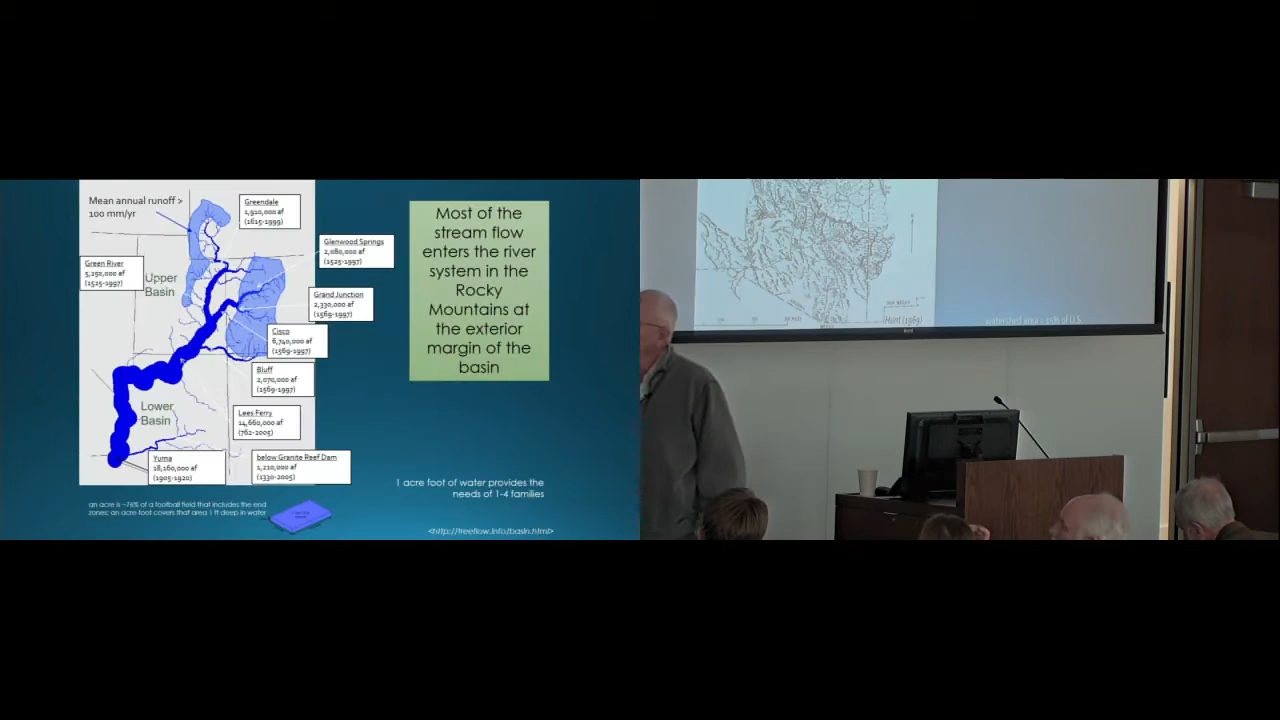 Mean annual runoff >
100 mm/yr
Greendale
1,910,000 af
(1615-1999)
Glenwood Springs
2,080,000 af
(1525-1997)
Green River
5,250,000 af
(1525-1997)
Upper
Basin
Grand Junction
2,330,000 af
(1569-1997)
Cisco
6,740,000 af
(1569-1997)
Bluff
2,070,000 af
(1569-1997)
Lower
Basin
Lees Ferry
14,660,000 af
(762-2005)
Yuma
18,160,000 af
(1905-1920)
below Granite Reef Dam
1,210,000 af
(1330-2005)
an acre is ~76% of a football field that includes the end
zones; an acre-foot covers that area 1 ft deep in water
Most of the
stream flow
enters the river
system in the
Rocky
Mountains at
the exterior
margin of the
basin
1 acre foot of water provides the
needs of 1-4 families
<http://treeflow.info/basin.html>
Hunt (1969)